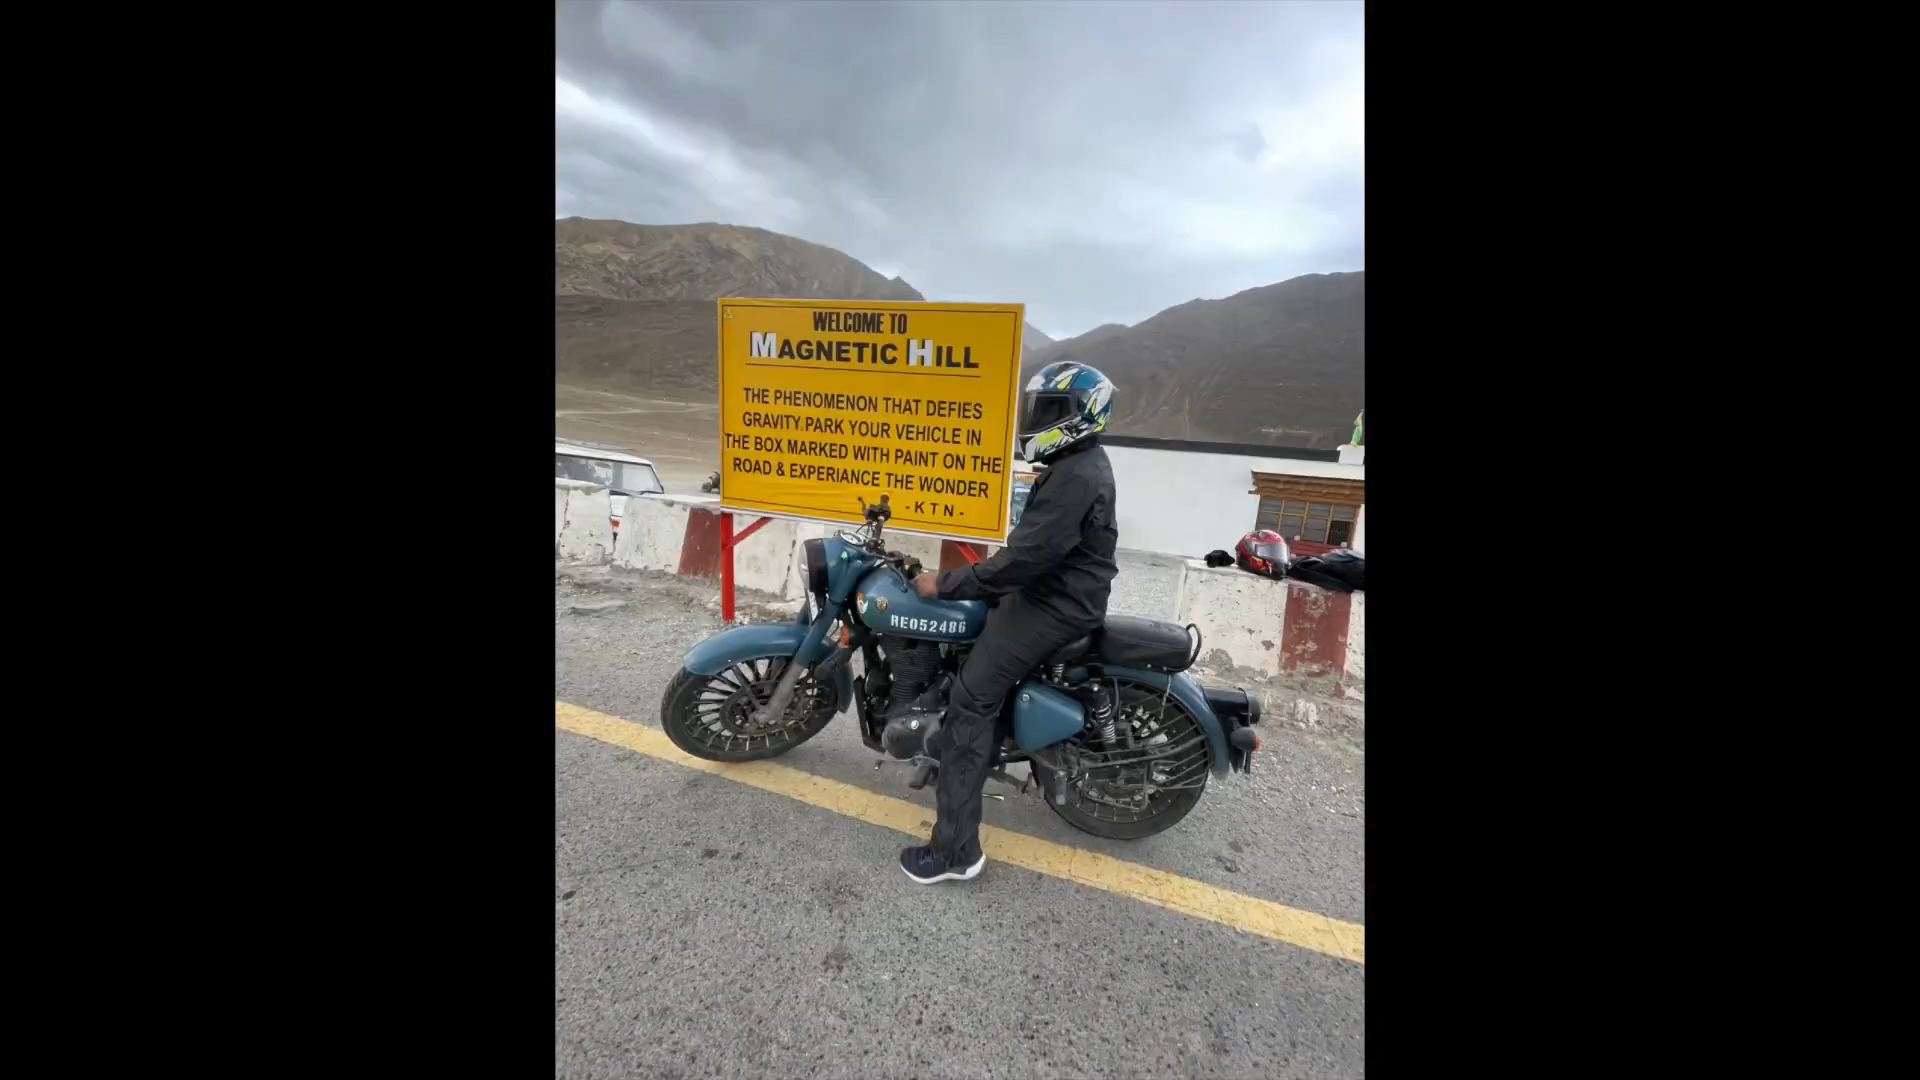 WELCOME TO
MAGNETIC HILL
THE PHENOMENON THAT DEFIES
GRAVITY PARK YOUR VEHICLE IN
THE BOX MARKED WITH PAINT ON THE
ROAD & EXPERIANCE THE WONDER
- K T N -
RE052486